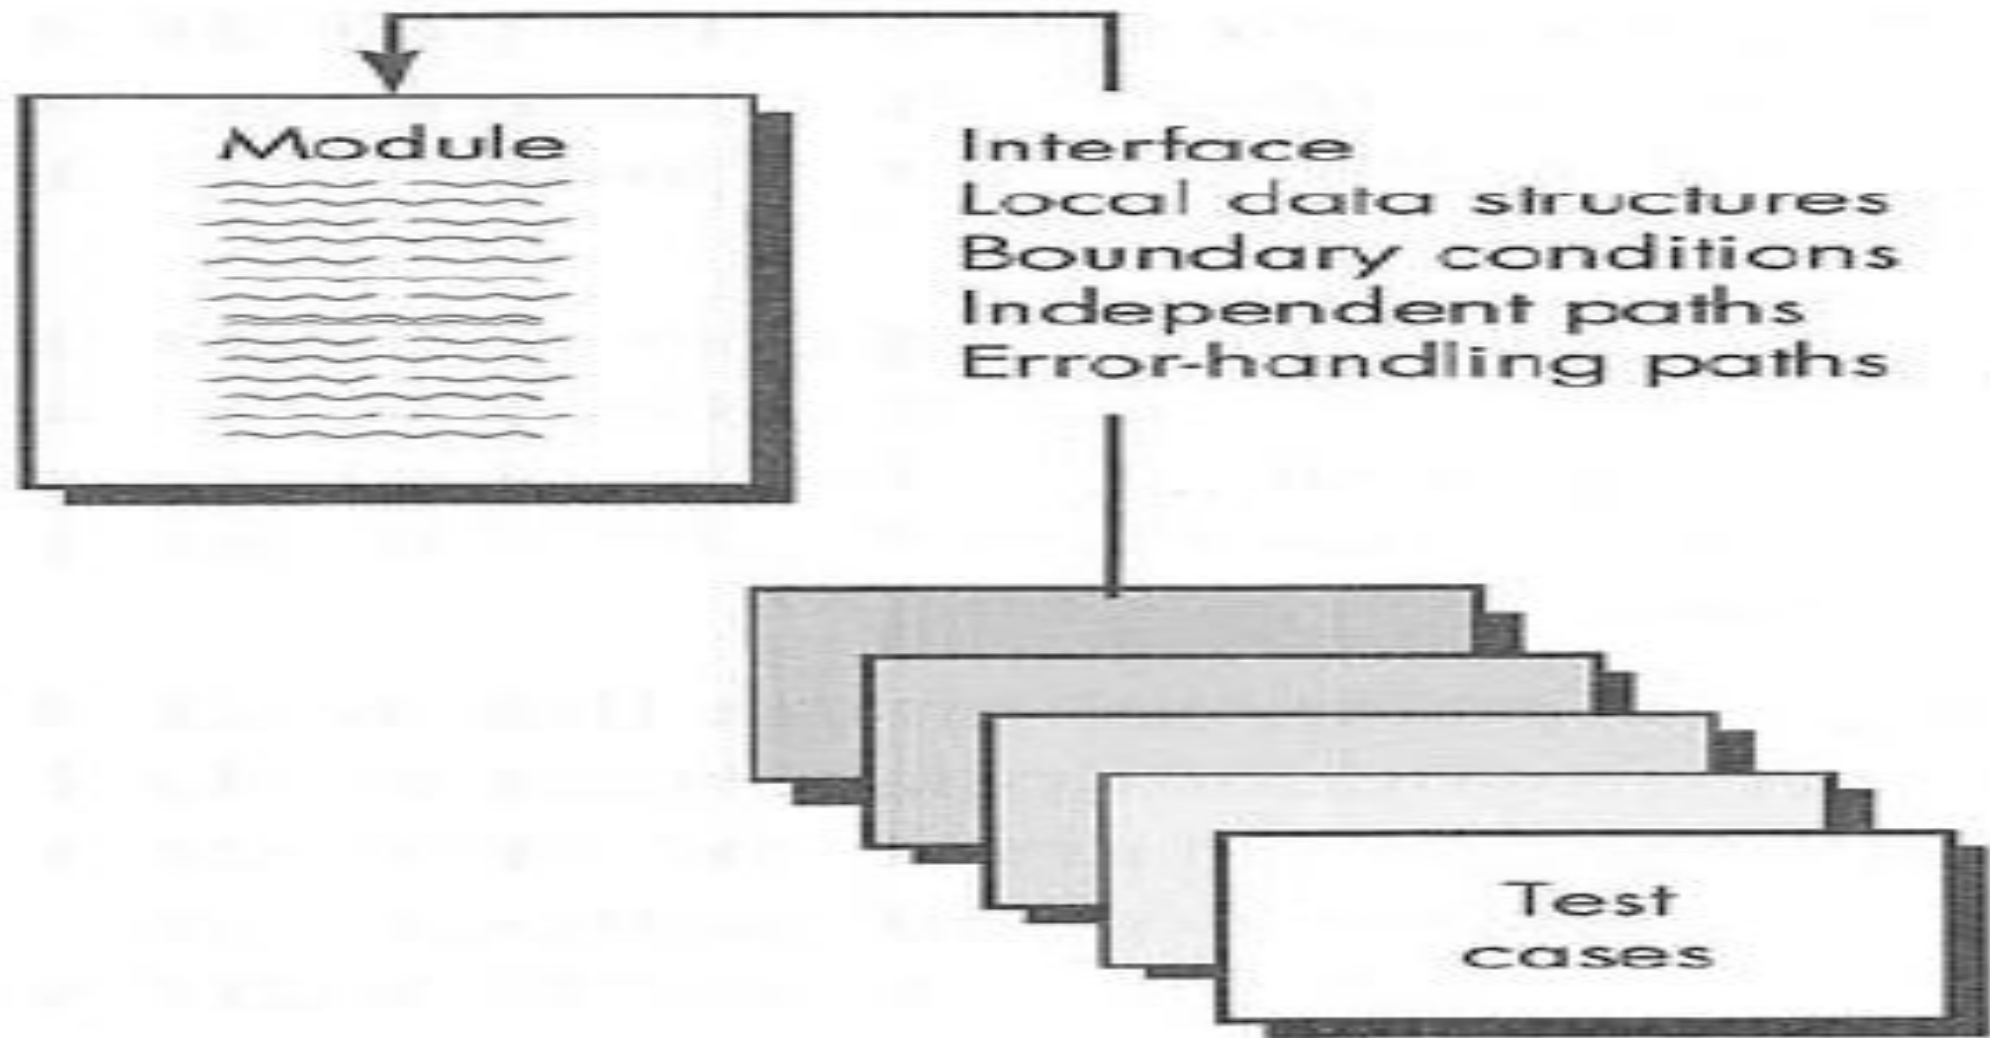 Module
Interface
Local data structures
Boundary conditions
Independent paths
Error-handling paths
Test
cases